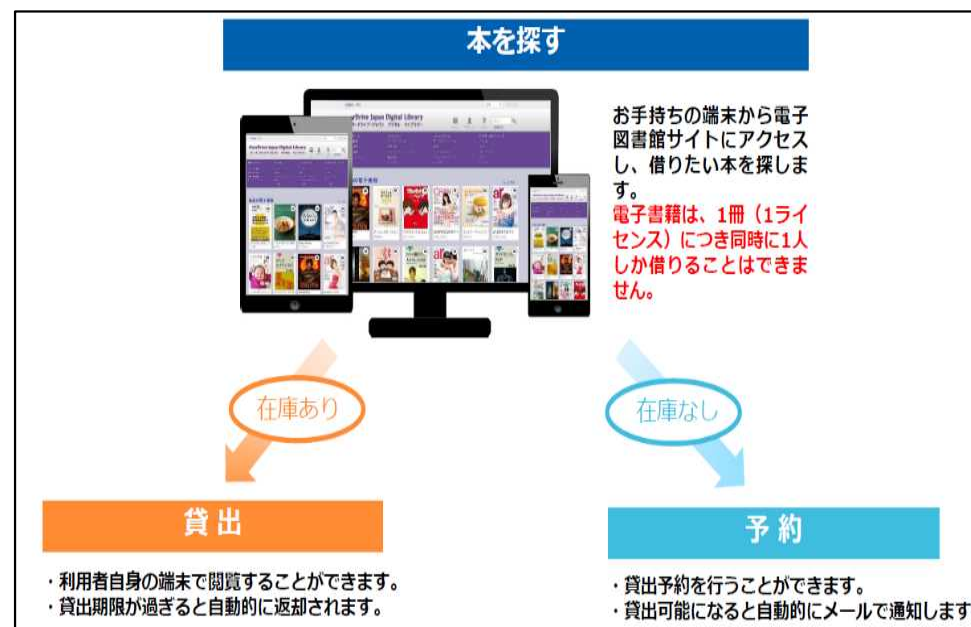 本を探す
お手持ちの端末から電子
図書館サイトにアクセス
し、借りたい本を探しま
す。
電子書籍は、1冊（1ライ
センス）につき同時に1人
しか借りることはできま
せん。
Japan Digital Library
在庫あり
在庫なし
貸 出
予 約
・利用者自身の端末で閲覧することができます。
・貸出期限が過ぎると自動的に返却されます。
・貸出予約を行うことができます。
・貸出可能になると自動的にメールで通知します